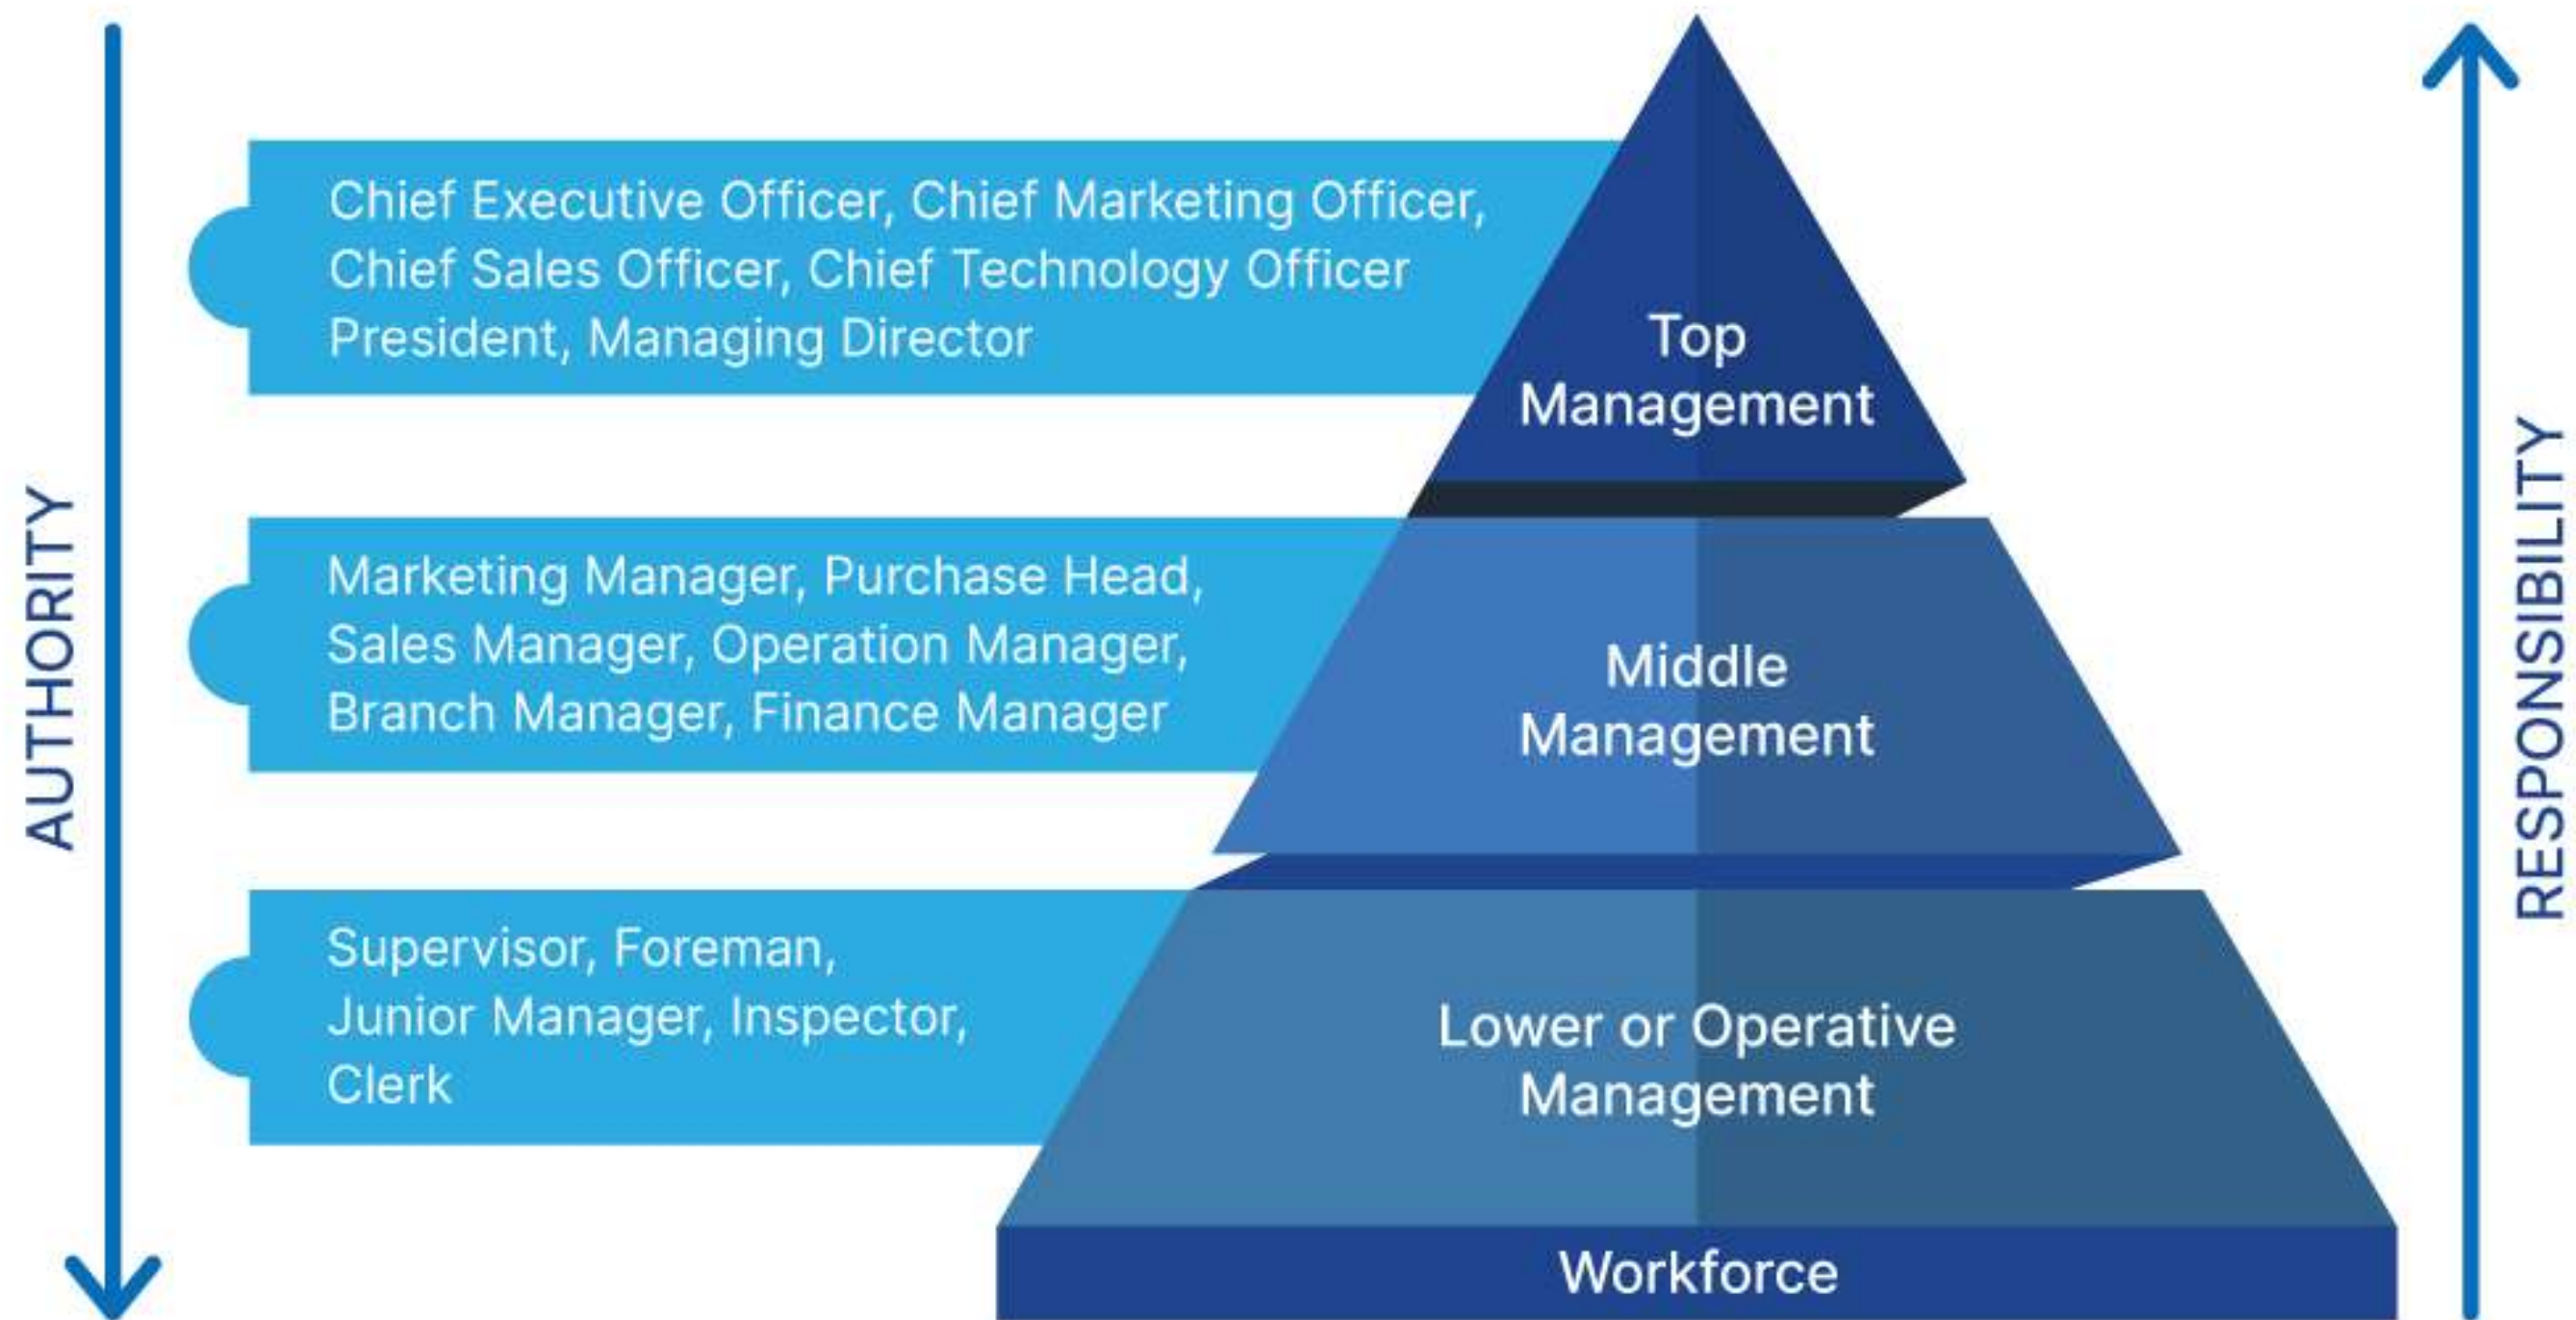 AUTHORITY
Chief Executive Officer, Chief Marketing Officer,
Chief Sales Officer, Chief Technology Officer
President, Managing Director
Top
Management
Marketing Manager, Purchase Head,
Sales Manager, Operation Manager,
Branch Manager, Finance Manager
Middle
Management
Supervisor, Foreman,
Junior Manager, Inspector,
Clerk
Lower or Operative
Management
Workforce
RESPONSIBILITY